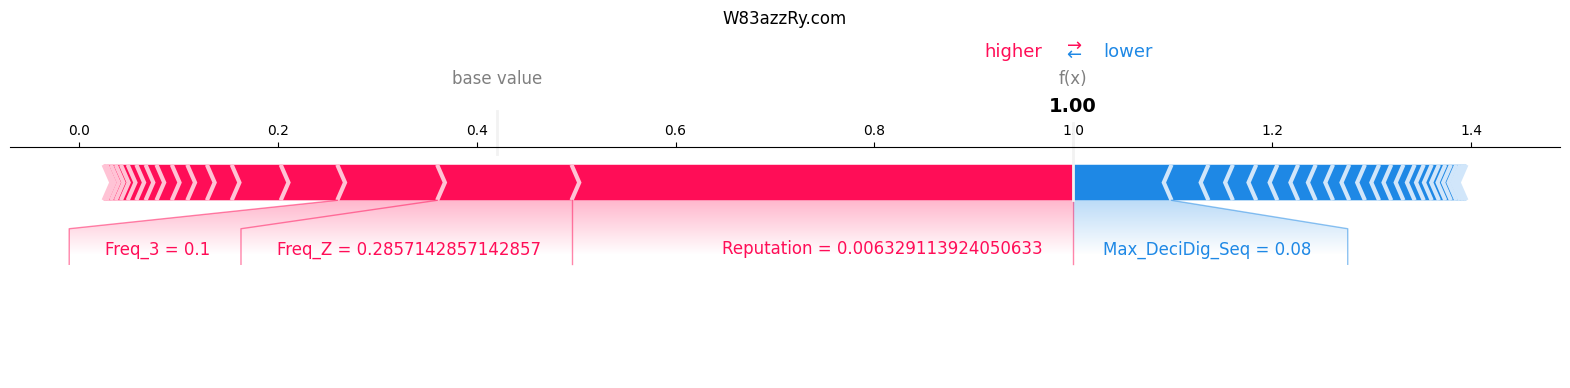 W83azzRy.com
higher ⇄ lower
base value f(x)
1.00
0.0 0.2 0.4 0.6 0.8 1.0 1.2 1.4
Freq_3 = 0.1 Freq_Z = 0.2857142857142857 Reputation = 0.006329113924050633 Max_DeciDig_Seq = 0.08